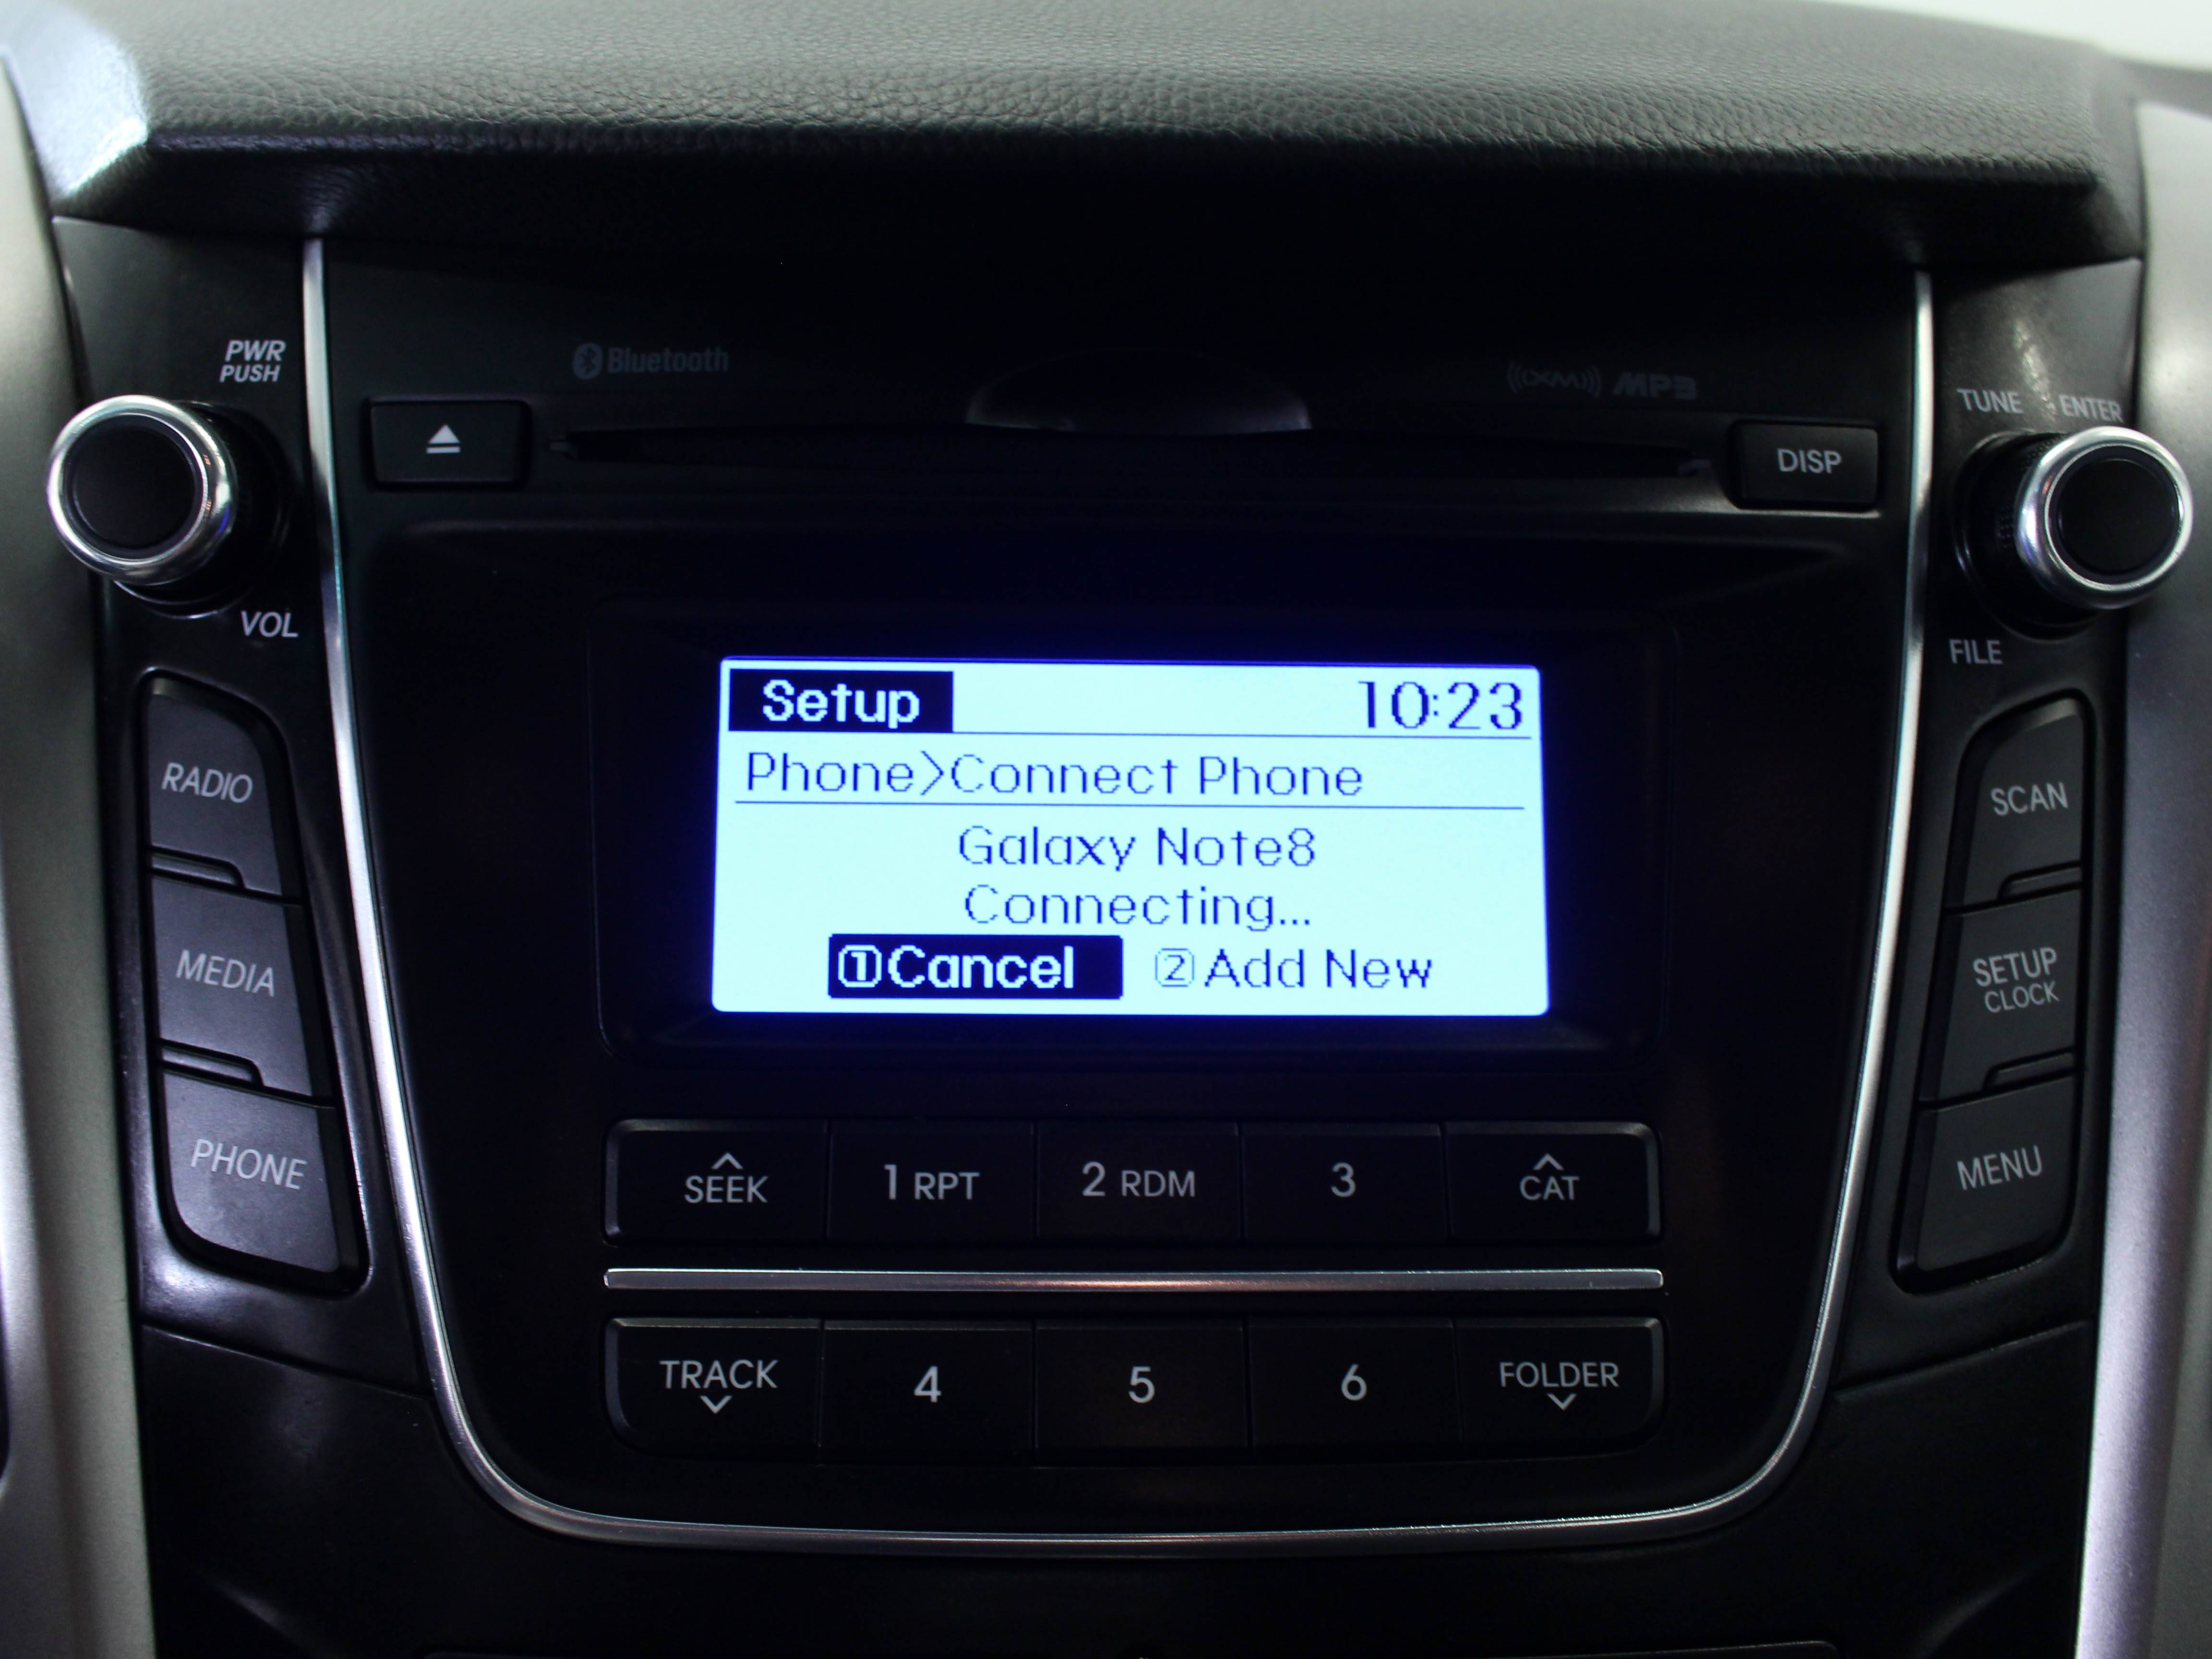 PWR
PUSH
Bluetooth
((XM)) MP3
TUNE ENTER
DISP
VOL
FILE
Setup 10:23
Phone>Connect Phone
Galaxy Note8
Connecting...
1Cancel 2Add New
RADIO
MEDIA
PHONE
SCAN
SETUP
CLOCK
MENU
SEEK 1 RPT 2 RDM 3 CAT
TRACK 4 5 6 FOLDER